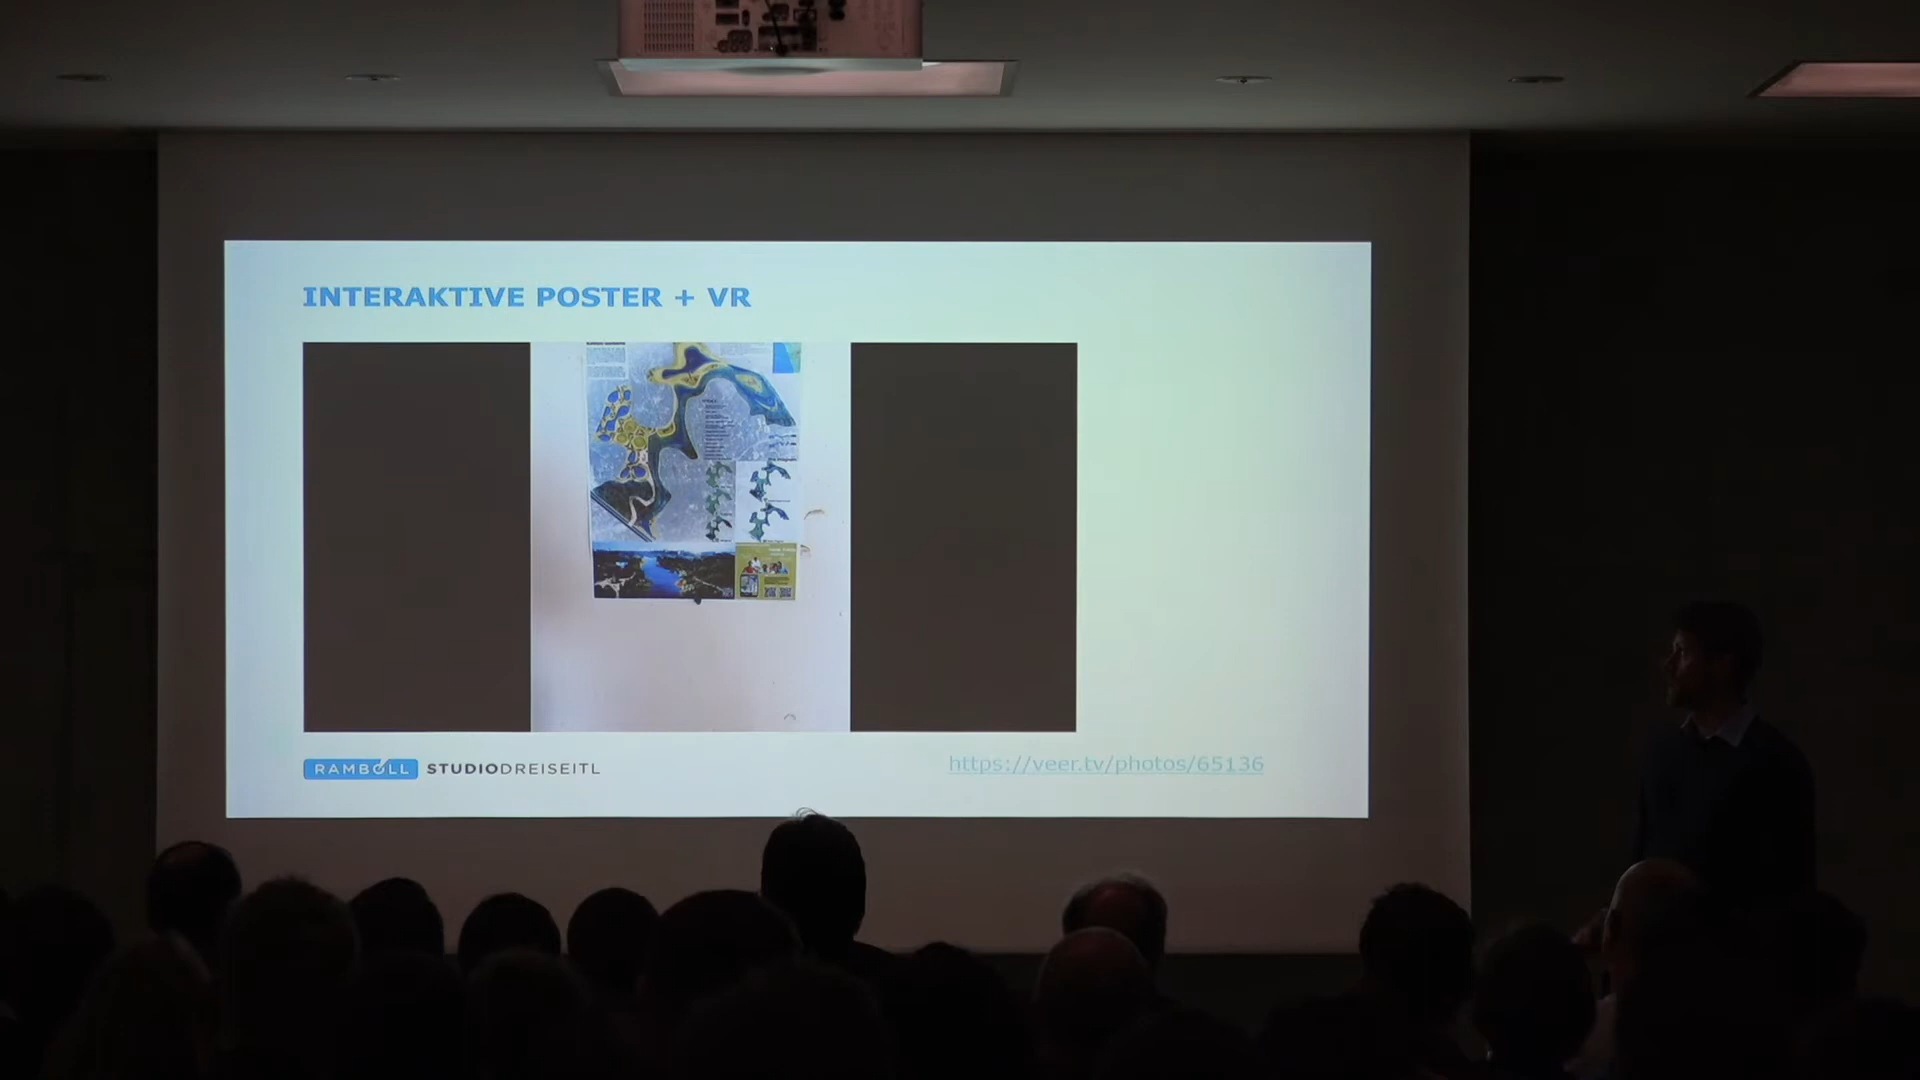 INTERAKTIVE POSTER + VR
RAMBOLL STUDIODREISEITL
https://veer.tv/photos/65136